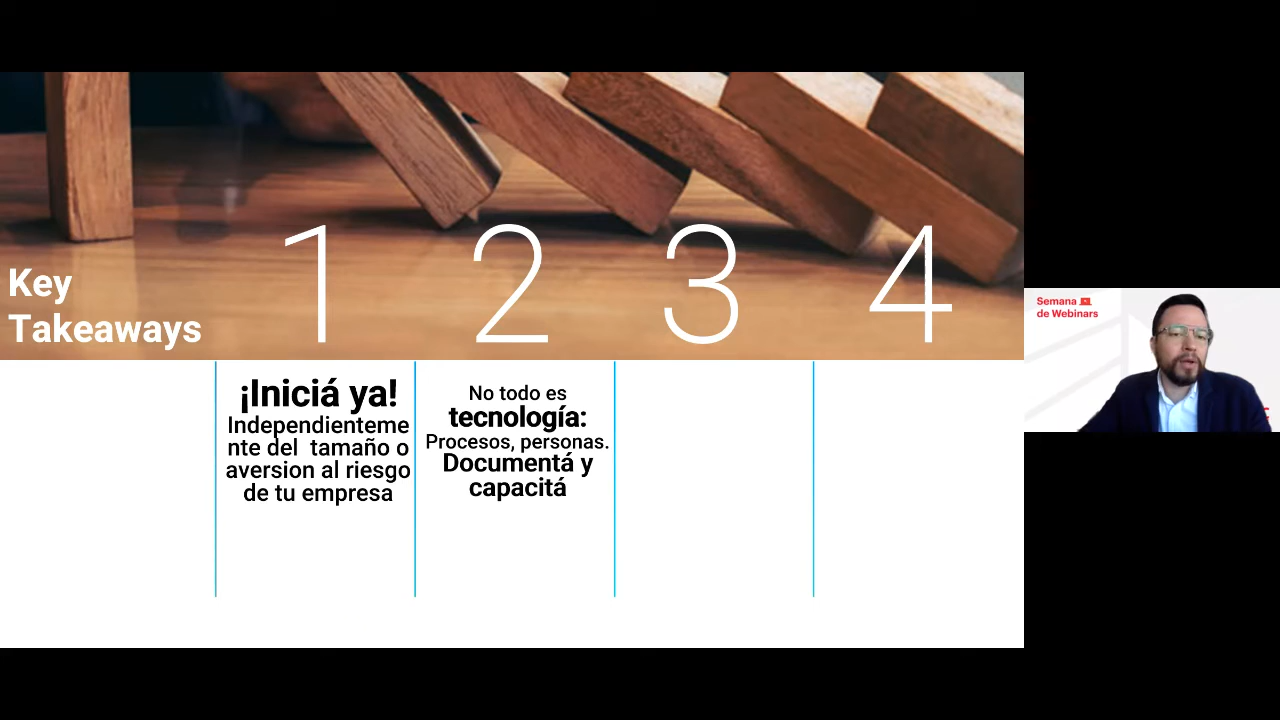 Key
Takeaways
1
2
3
4
¡Iniciá ya!
Independienteme
nte del  tamaño o
aversion al riesgo
de tu empresa
No todo es
tecnología:
Procesos, personas.
Documentá y
capacitá
Semana
de Webinars